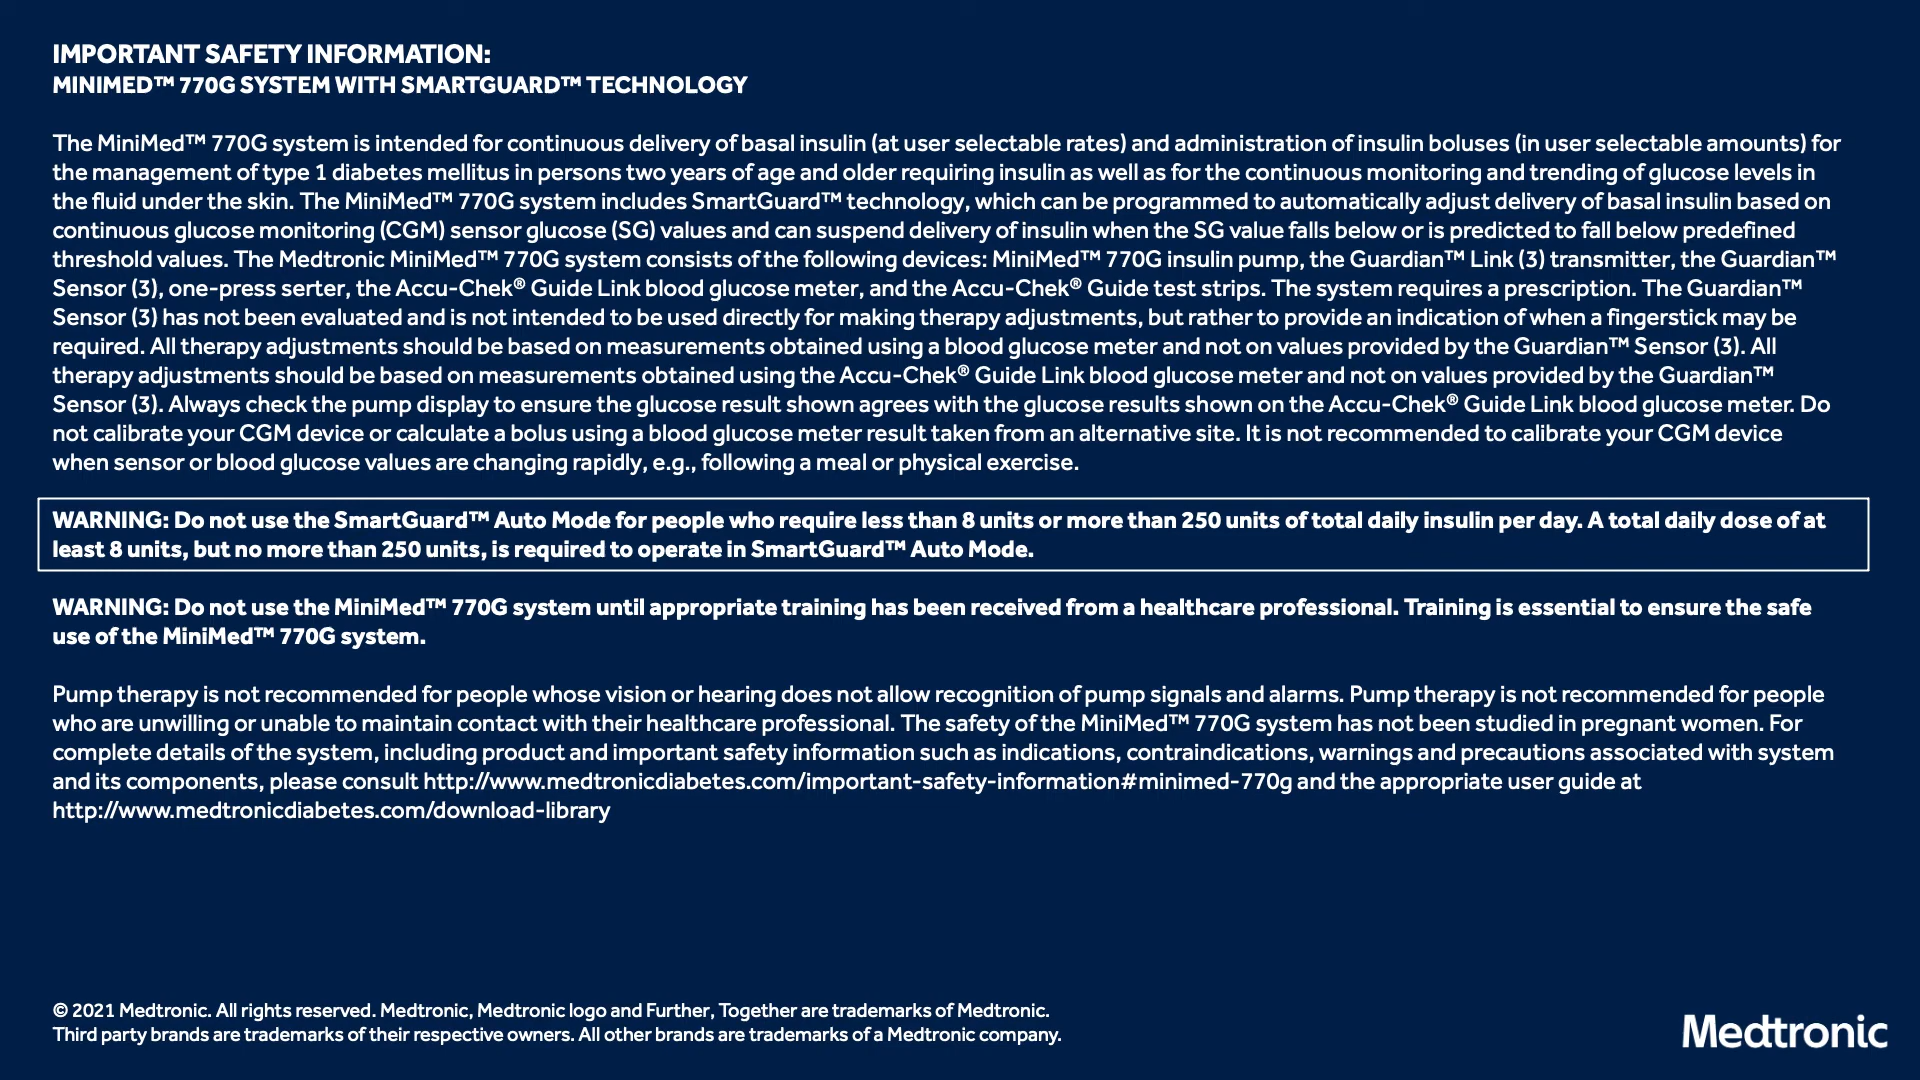 IMPORTANT SAFETY INFORMATION:
MINIMED™ 770G SYSTEM WITH SMARTGUARD™ TECHNOLOGY
The MiniMed™ 770G system is intended for continuous delivery of basal insulin (at user selectable rates) and administration of insulin boluses (in user selectable amounts) for
the management of type 1 diabetes mellitus in persons two years of age and older requiring insulin as well as for the continuous monitoring and trending of glucose levels in
the fluid under the skin. The MiniMed™ 770G system includes SmartGuard™ technology, which can be programmed to automatically adjust delivery of basal insulin based on
continuous glucose monitoring (CGM) sensor glucose (SG) values and can suspend delivery of insulin when the SG value falls below or is predicted to fall below predefined
threshold values. The Medtronic MiniMed™ 770G system consists of the following devices: MiniMed™ 770G insulin pump, the Guardian™ Link (3) transmitter, the Guardian™
Sensor (3), one-press serter, the Accu-Chek® Guide Link blood glucose meter, and the Accu-Chek® Guide test strips. The system requires a prescription. The Guardian™
Sensor (3) has not been evaluated and is not intended to be used directly for making therapy adjustments, but rather to provide an indication of when a fingerstick may be
required. All therapy adjustments should be based on measurements obtained using a blood glucose meter and not on values provided by the Guardian™ Sensor (3). All
therapy adjustments should be based on measurements obtained using the Accu-Chek® Guide Link blood glucose meter and not on values provided by the Guardian™
Sensor (3). Always check the pump display to ensure the glucose result shown agrees with the glucose results shown on the Accu-Chek® Guide Link blood glucose meter. Do
not calibrate your CGM device or calculate a bolus using a blood glucose meter result taken from an alternative site. It is not recommended to calibrate your CGM device
when sensor or blood glucose values are changing rapidly, e.g., following a meal or physical exercise.
WARNING: Do not use the SmartGuard™ Auto Mode for people who require less than 8 units or more than 250 units of total daily insulin per day. A total daily dose of at
least 8 units, but no more than 250 units, is required to operate in SmartGuard™ Auto Mode.
WARNING: Do not use the MiniMed™ 770G system until appropriate training has been received from a healthcare professional. Training is essential to ensure the safe
use of the MiniMed™ 770G system.
Pump therapy is not recommended for people whose vision or hearing does not allow recognition of pump signals and alarms. Pump therapy is not recommended for people
who are unwilling or unable to maintain contact with their healthcare professional. The safety of the MiniMed™ 770G system has not been studied in pregnant women. For
complete details of the system, including product and important safety information such as indications, contraindications, warnings and precautions associated with system
and its components, please consult http://www.medtronicdiabetes.com/important-safety-information#minimed-770g and the appropriate user guide at
http://www.medtronicdiabetes.com/download-library
© 2021 Medtronic. All rights reserved. Medtronic, Medtronic logo and Further, Together are trademarks of Medtronic.
Third party brands are trademarks of their respective owners. All other brands are trademarks of a Medtronic company.
Medtronic